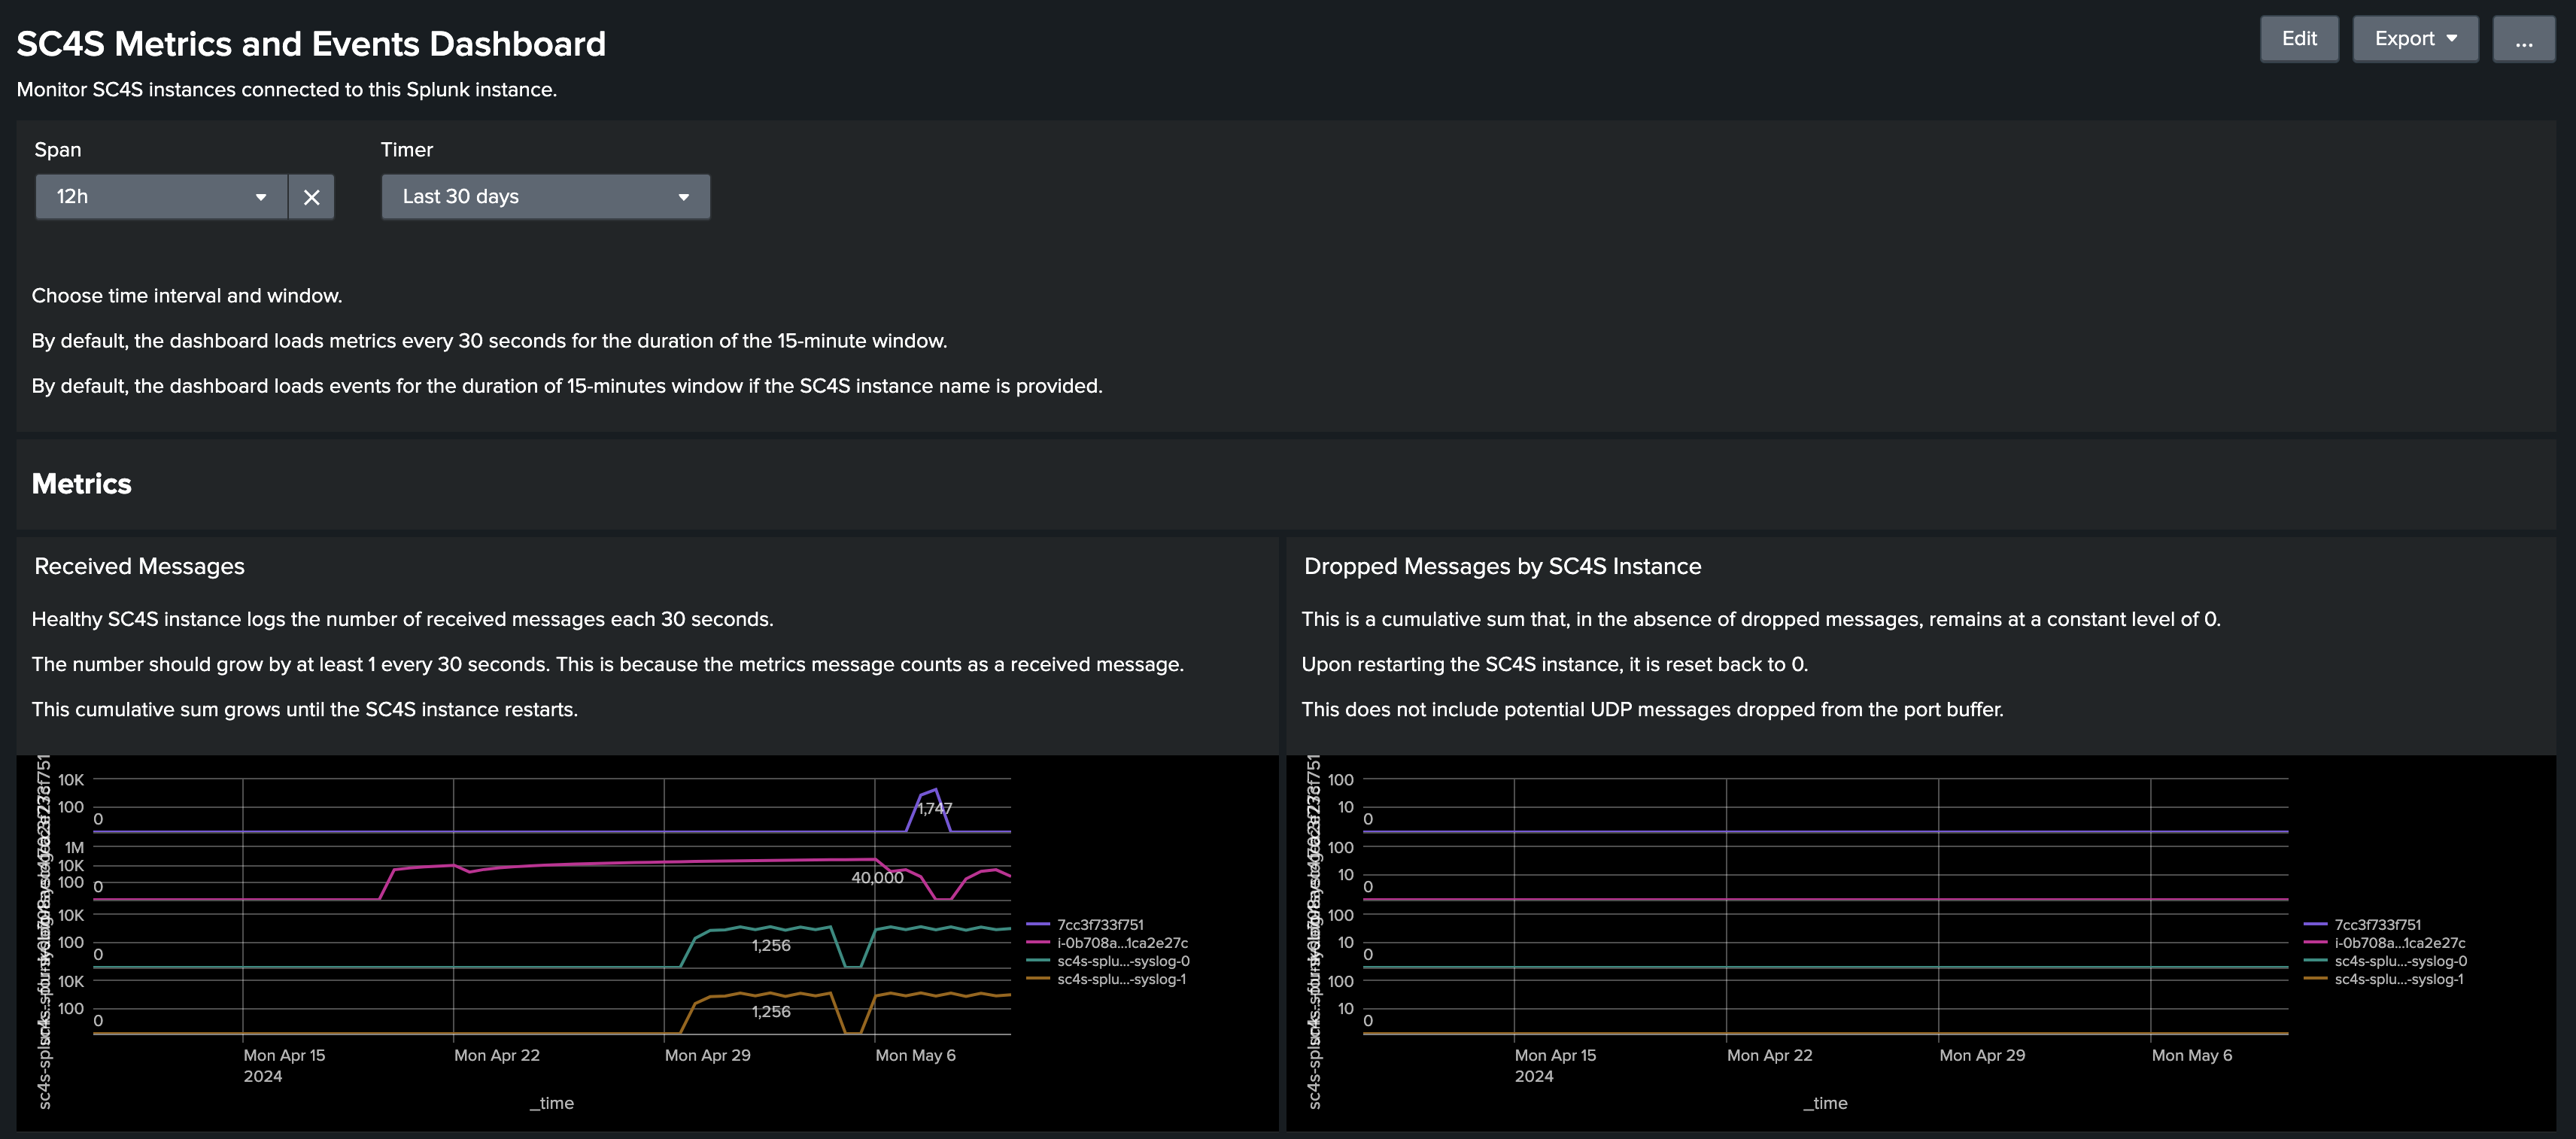 SC4S Metrics and Events Dashboard
Edit
Export
...
Monitor SC4S instances connected to this Splunk instance.
Span
Timer
12h
Last 30 days
Choose time interval and window.
By default, the dashboard loads metrics every 30 seconds for the duration of the 15-minute window.
By default, the dashboard loads events for the duration of 15-minutes window if the SC4S instance name is provided.
Metrics
Received Messages
Healthy SC4S instance logs the number of received messages each 30 seconds.
The number should grow by at least 1 every 30 seconds. This is because the metrics message counts as a received message.
This cumulative sum grows until the SC4S instance restarts.
10K
100
0
1,747
1M
10K
100
0
40,000
10K
100
0
1,256
10K
100
0
1,256
Mon Apr 15
2024
Mon Apr 22
Mon Apr 29
Mon May 6
_time
7cc3f733f751
i-0b708a...1ca2e27c
sc4s-splu...-syslog-0
sc4s-splu...-syslog-1
Dropped Messages by SC4S Instance
This is a cumulative sum that, in the absence of dropped messages, remains at a constant level of 0.
Upon restarting the SC4S instance, it is reset back to 0.
This does not include potential UDP messages dropped from the port buffer.
100
10
0
100
10
0
100
10
0
100
10
0
Mon Apr 15
2024
Mon Apr 22
Mon Apr 29
Mon May 6
_time
7cc3f733f751
i-0b708a...1ca2e27c
sc4s-splu...-syslog-0
sc4s-splu...-syslog-1